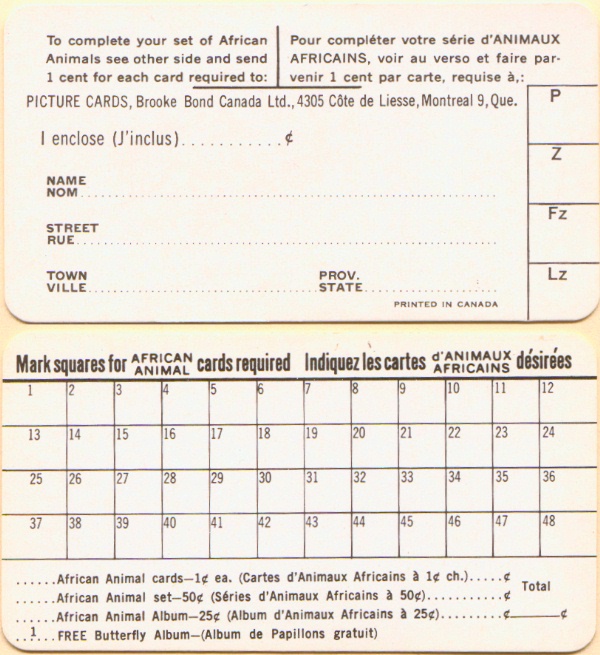 To complete your set of African
Animals see other side and send
1 cent for each card required to:
Pour compléter votre série d'ANIMAUX
AFRICAINS, voir au verso et faire par-
venir 1 cent par carte, requise à,:
PICTURE CARDS, Brooke Bond Canada Ltd., 4305 Côte de Liesse, Montreal 9, Que.
I enclose (J'inclus)...........¢
P
Z
Fz
Lz
NAME
NOM
STREET
RUE
TOWN
VILLE
PROV.
STATE
PRINTED IN CANADA
Mark squares for AFRICAN ANIMAL cards required Indiquez les cartes d'ANIMAUX AFRICAINS désirées
1 2 3 4 5 6 7 8 9 10 11 12
13 14 15 16 17 18 19 20 21 22 23 24
25 26 27 28 29 30 31 32 33 34 35 36
37 38 39 40 41 42 43 44 45 46 47 48
......African Animal cards—1¢ ea. (Cartes d'Animaux Africains à 1¢ ch.).....¢
Total
......African Animal set—50¢ (Séries d'Animaux Africains à 50¢)...........¢
......African Animal Album—25¢ (Album d'Animaux Africains à 25¢).........¢______¢
..1...FREE Butterfly Album—(Album de Papillons gratuit)